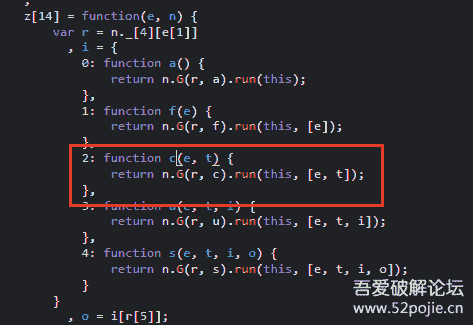 z[14] = function(e, n) {
var r = n._[4][e[1]]
, i = {
0: function a() {
return n.G(r, a).run(this);
},
1: function f(e) {
return n.G(r, f).run(this, [e]);
},
2: function c(e, t) {
return n.G(r, c).run(this, [e, t]);
},
3: function u(e, t, i) {
return n.G(r, u).run(this, [e, t, i]);
},
4: function s(e, t, i, o) {
return n.G(r, s).run(this, [e, t, i, o]);
}
}
, o = i[r[5]];
吾爱破解论坛
www.52pojie.cn